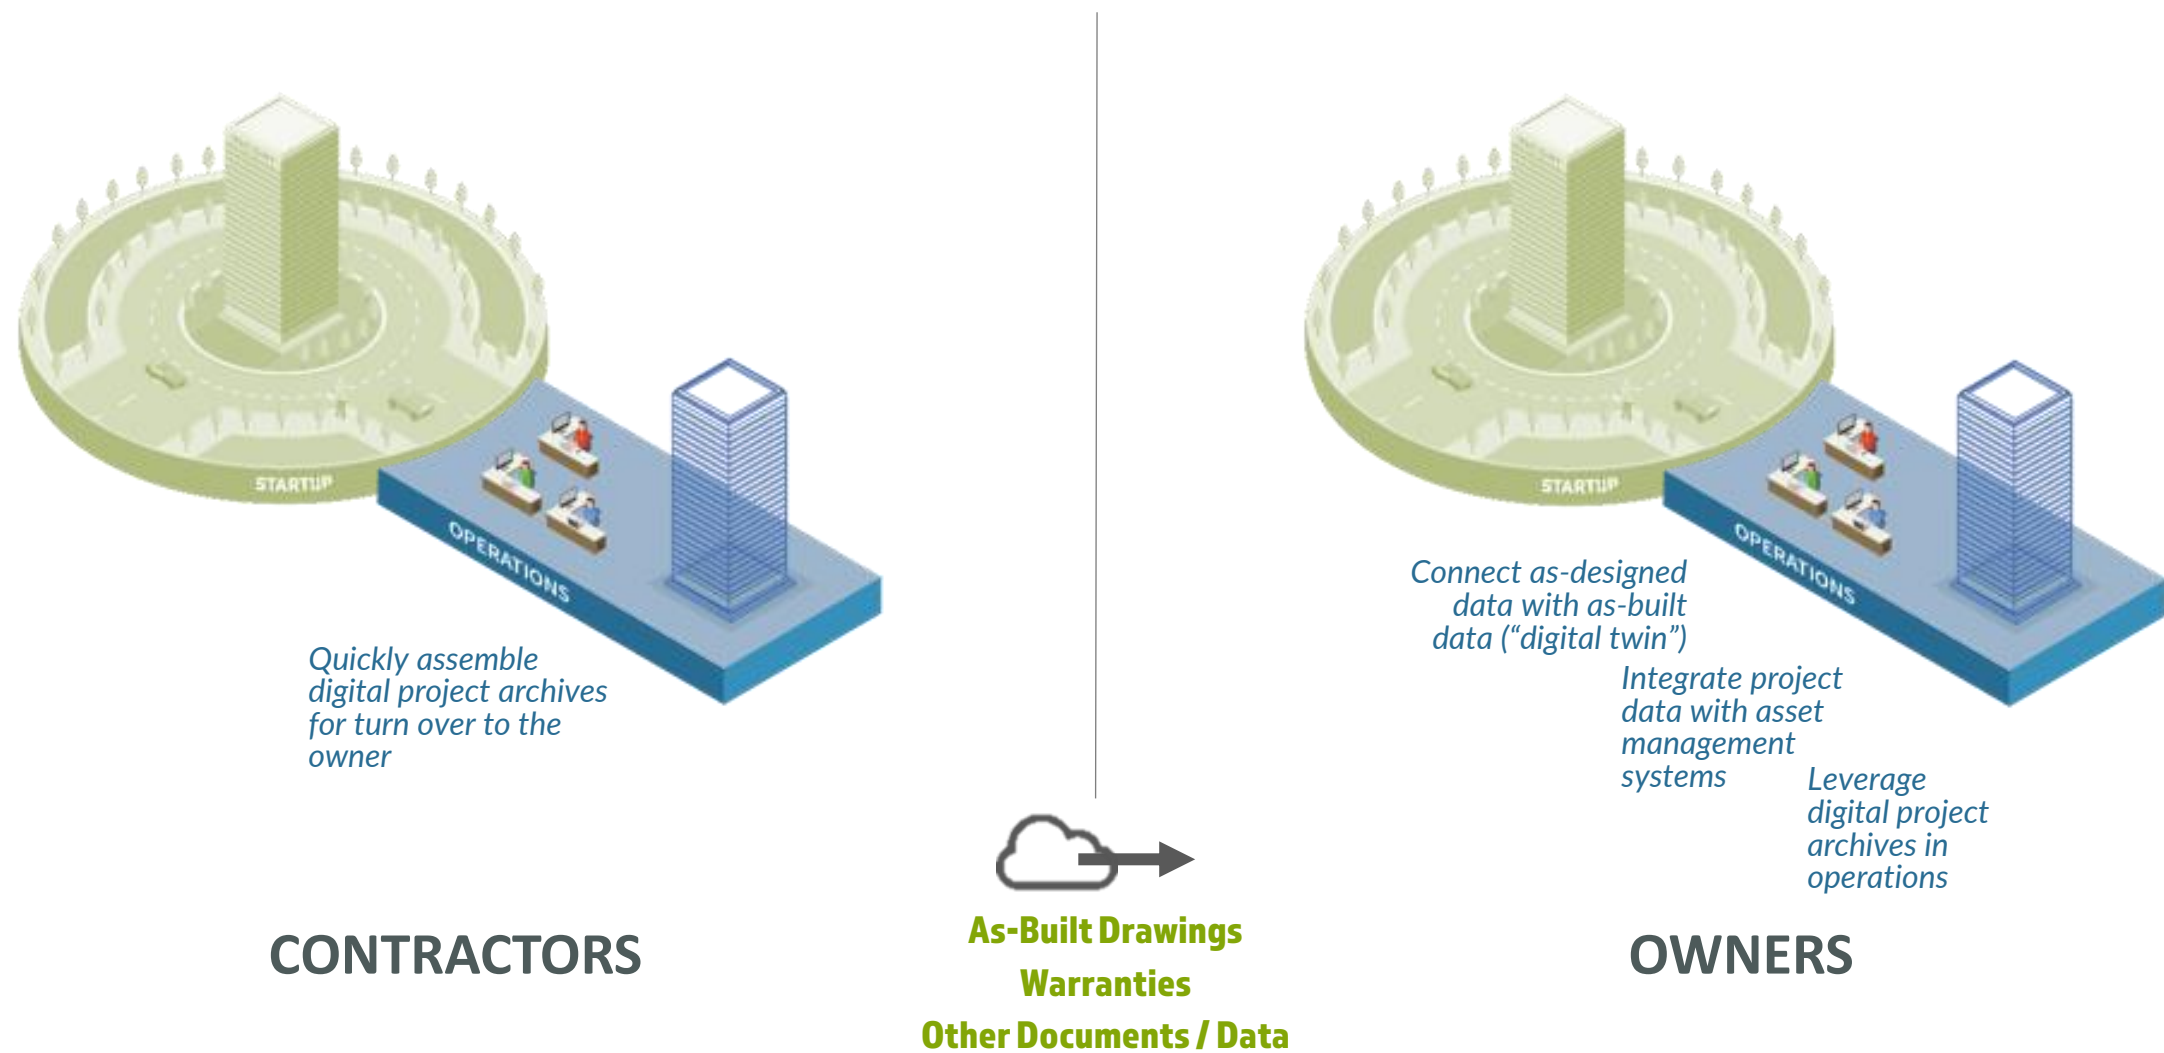 STARTUP
OPERATIONS
Quickly assemble
digital project archives
for turn over to the
owner
CONTRACTORS
As-Built Drawings
Warranties
Other Documents / Data
STARTUP
OPERATIONS
Connect as-designed
data with as-built
data (“digital twin”)
Integrate project
data with asset
management
systems
Leverage
digital project
archives in
operations
OWNERS